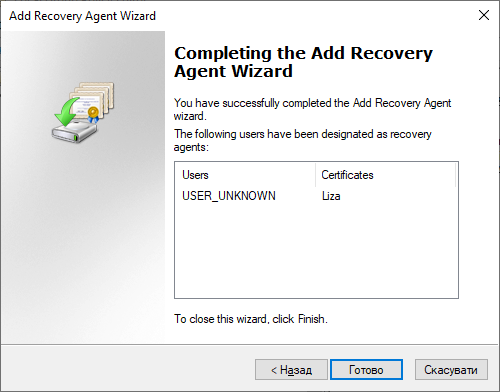 Add Recovery Agent Wizard
Completing the Add Recovery
Agent Wizard
You have successfully completed the Add Recovery Agent
wizard.
The following users have been designated as recovery
agents:
Users Certificates
USER_UNKNOWN Liza
To close this wizard, click Finish.
< Назад Готово Скасувати